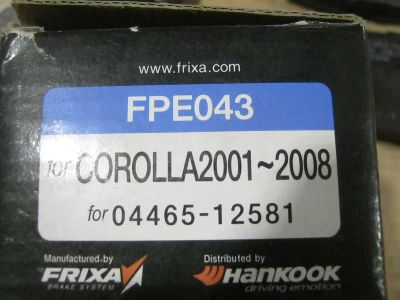 www.frixa.com
FPE043
for COROLLA2001~2008
for 04465-12581
Manufactured-by Distributed by
FRIXA HANKOOK
BRAKE SYSTEM driving emotion